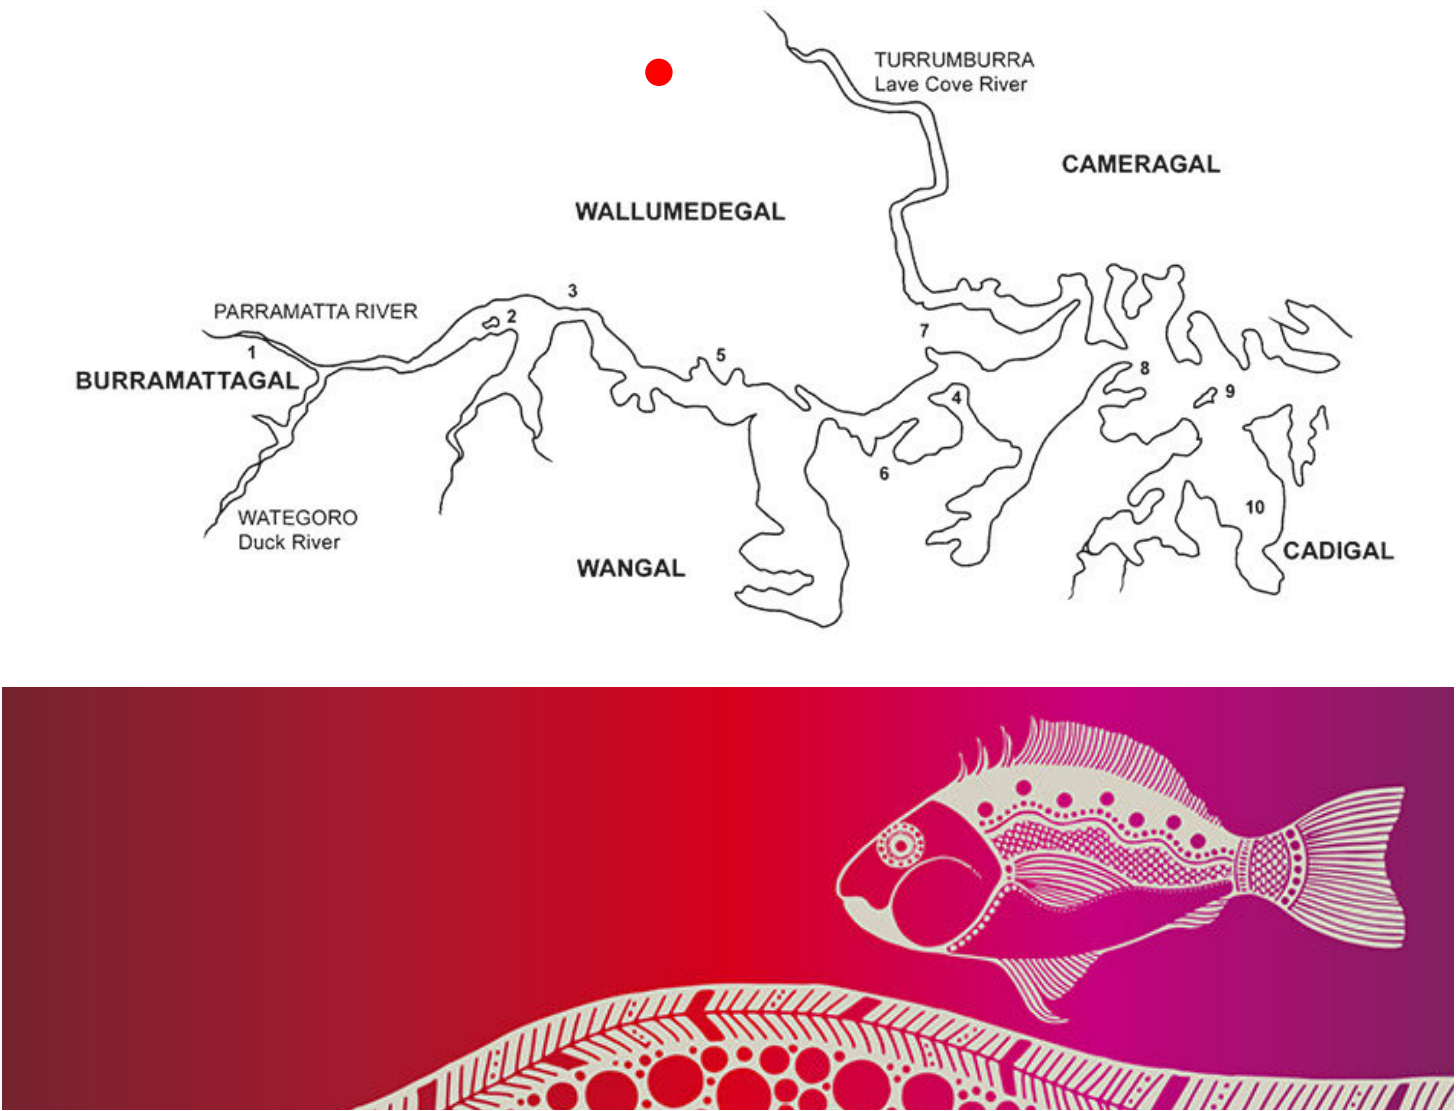 TURRUMBURRA
Lave Cove River
CAMERAGAL
WALLUMEDEGAL
PARRAMATTA RIVER
3
2
1
7
5
BURRAMATTAGAL
8
4
9
6
10
WATEGORO
Duck River
WANGAL
CADIGAL